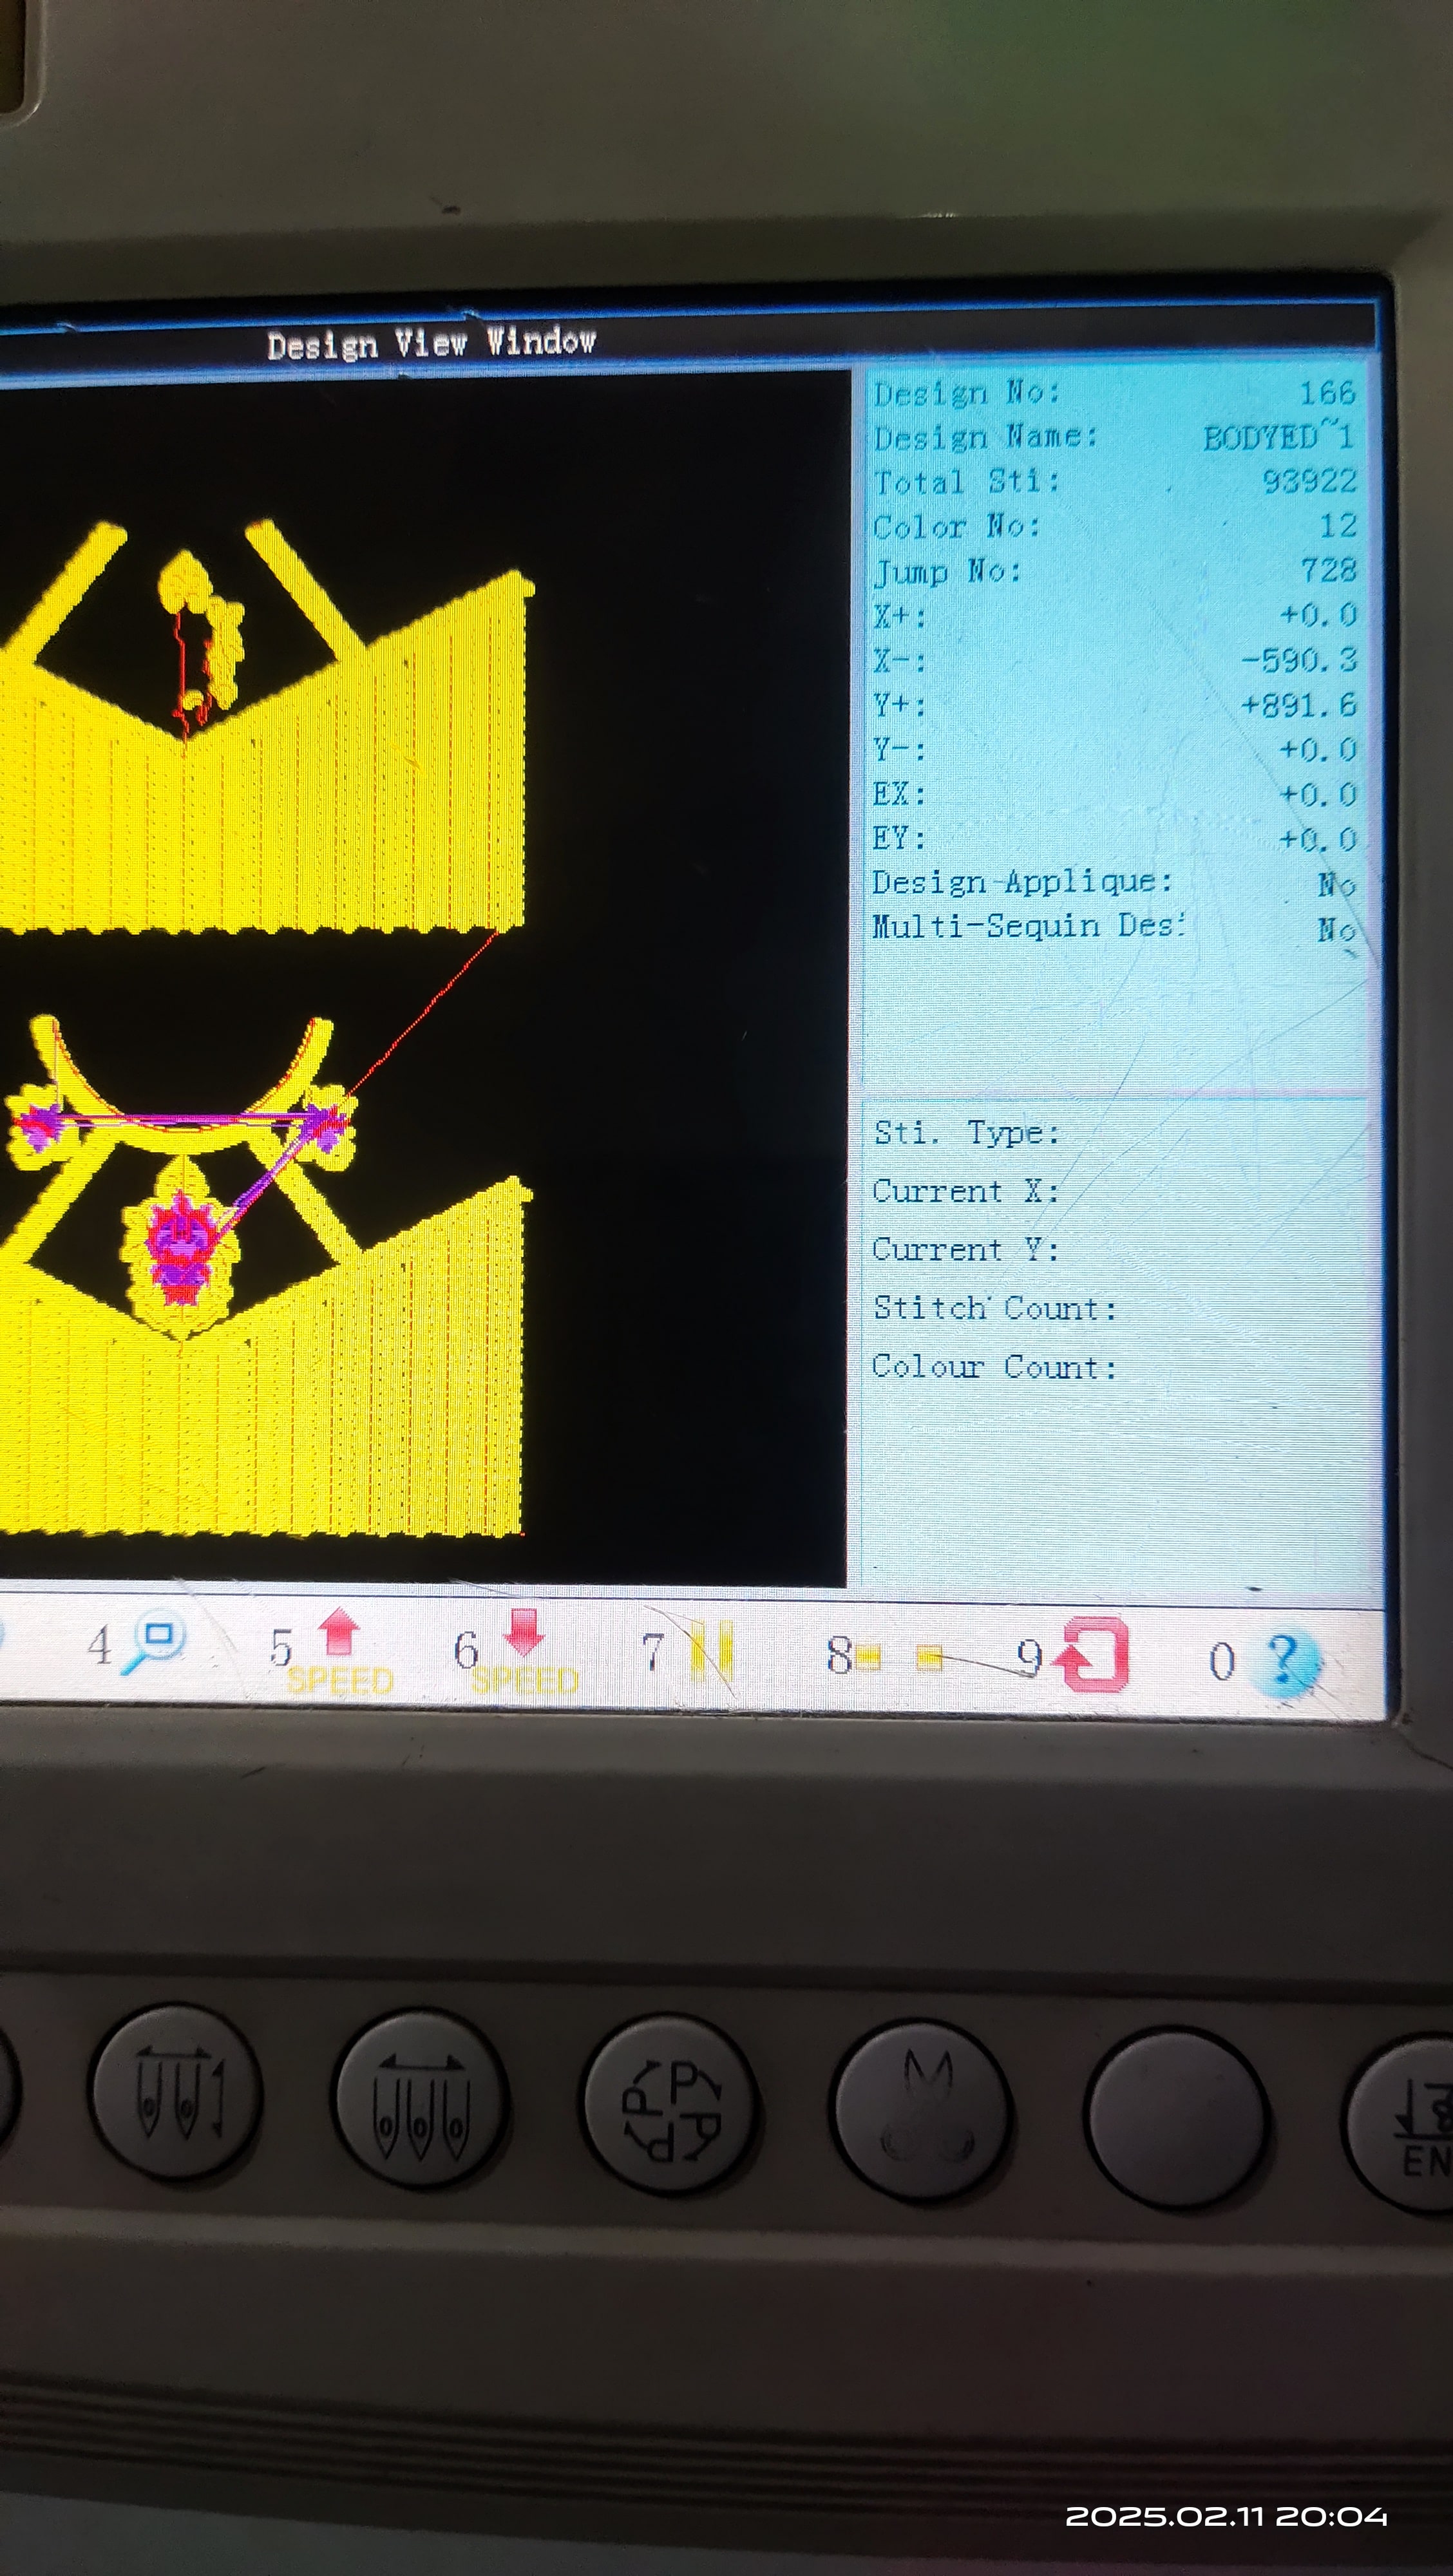 Design View Window
Design No: 166
Design Name: BODYED~1
Total Sti: 93922
Color No: 12
Jump No: 728
X+: +0.0
X-: -590.3
Y+: +891.6
Y-: +0.0
EX: +0.0
EY: +0.0
Design-Applique: No
Multi-Sequin Des: No
Sti. Type:
Current X:
Current Y:
Stitch Count:
Colour Count:
4 5 SPEED 6 SPEED 7 8 9 0 ?
P P P P
EN
2025.02.11 20:04